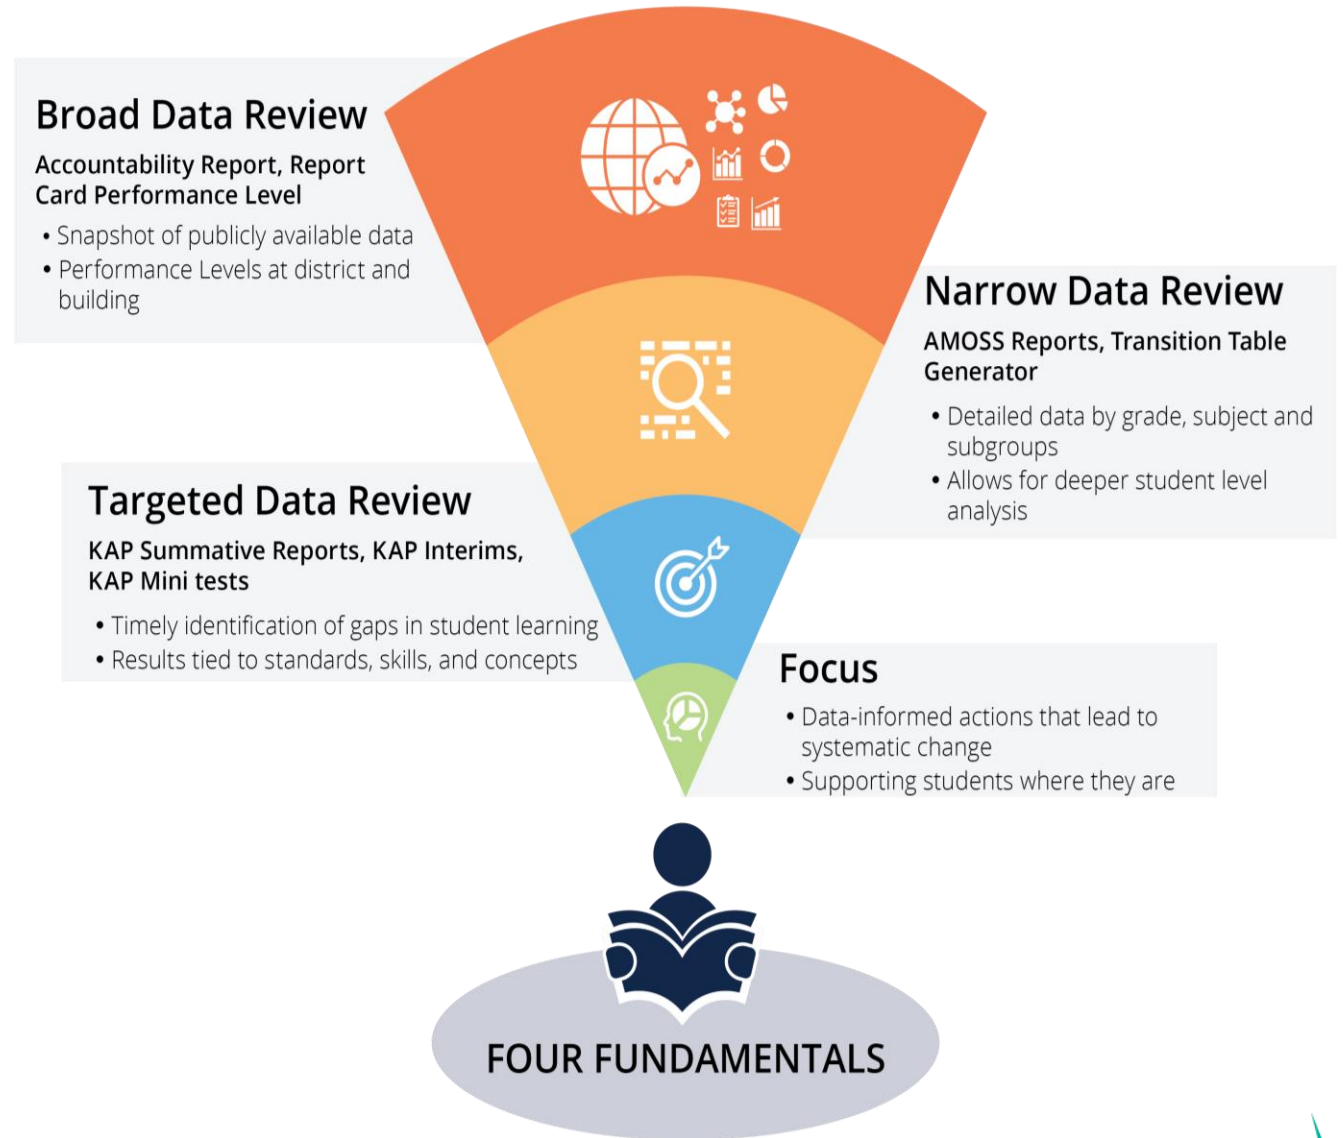 Broad Data Review
Accountability Report, Report
Card Performance Level
• Snapshot of publicly available data
• Performance Levels at district and
building
Narrow Data Review
AMOSS Reports, Transition Table
Generator
• Detailed data by grade, subject and
subgroups
• Allows for deeper student level
analysis
Targeted Data Review
KAP Summative Reports, KAP Interims,
KAP Mini tests
• Timely identification of gaps in student learning
• Results tied to standards, skills, and concepts
Focus
• Data-informed actions that lead to
systematic change
• Supporting students where they are
FOUR FUNDAMENTALS